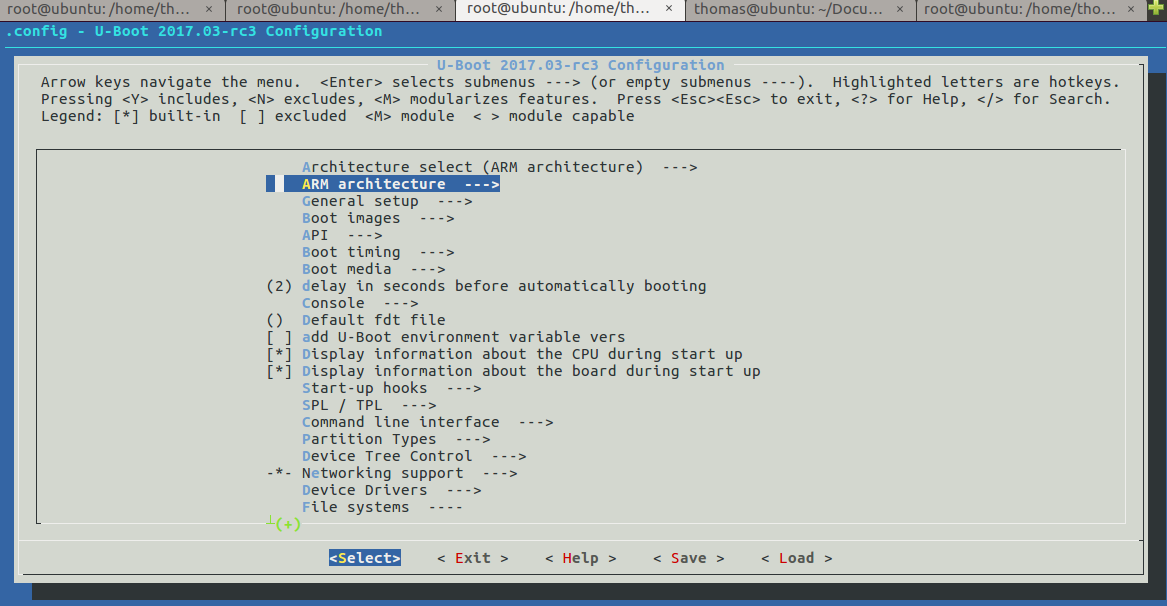 root@ubuntu: /home/th... × root@ubuntu: /home/th... × root@ubuntu: /home/th... × thomas@ubuntu: ~/Docu... × root@ubuntu: /home/tho... ×
.config - U-Boot 2017.03-rc3 Configuration
U-Boot 2017.03-rc3 Configuration
Arrow keys navigate the menu.  <Enter> selects submenus ---> (or empty submenus ----).  Highlighted letters are hotkeys.
Pressing <Y> includes, <N> excludes, <M> modularizes features.  Press <Esc><Esc> to exit, <?> for Help, </> for Search.
Legend: [*] built-in  [ ] excluded  <M> module  < > module capable
Architecture select (ARM architecture)  --->
ARM architecture  --->
General setup  --->
Boot images  --->
API  --->
Boot timing  --->
Boot media  --->
(2) delay in seconds before automatically booting
Console  --->
()  Default fdt file
[ ] add U-Boot environment variable vers
[*] Display information about the CPU during start up
[*] Display information about the board during start up
Start-up hooks  --->
SPL / TPL  --->
Command line interface  --->
Partition Types  --->
Device Tree Control  --->
-*- Networking support  --->
Device Drivers  --->
File systems  ----
┴(+)
<Select>    < Exit >    < Help >    < Save >    < Load >